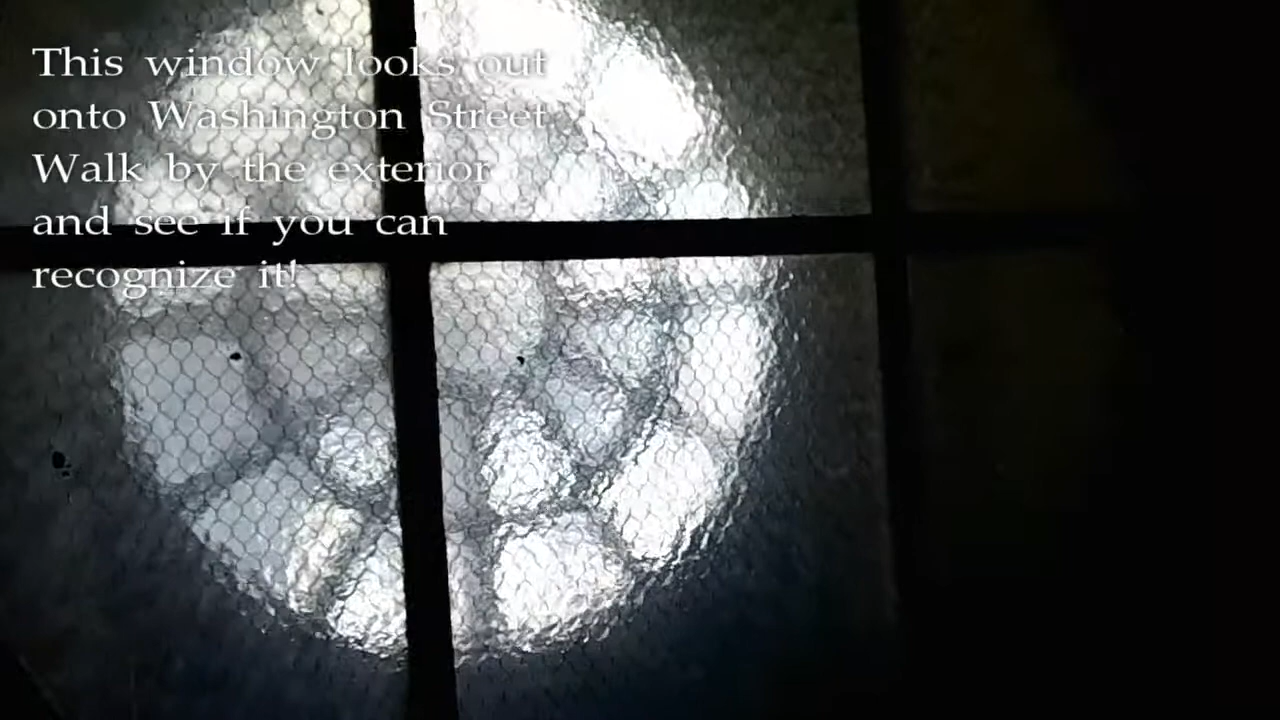 This window looks out
onto Washington Street
Walk by the exterior
and see if you can
recognize it!